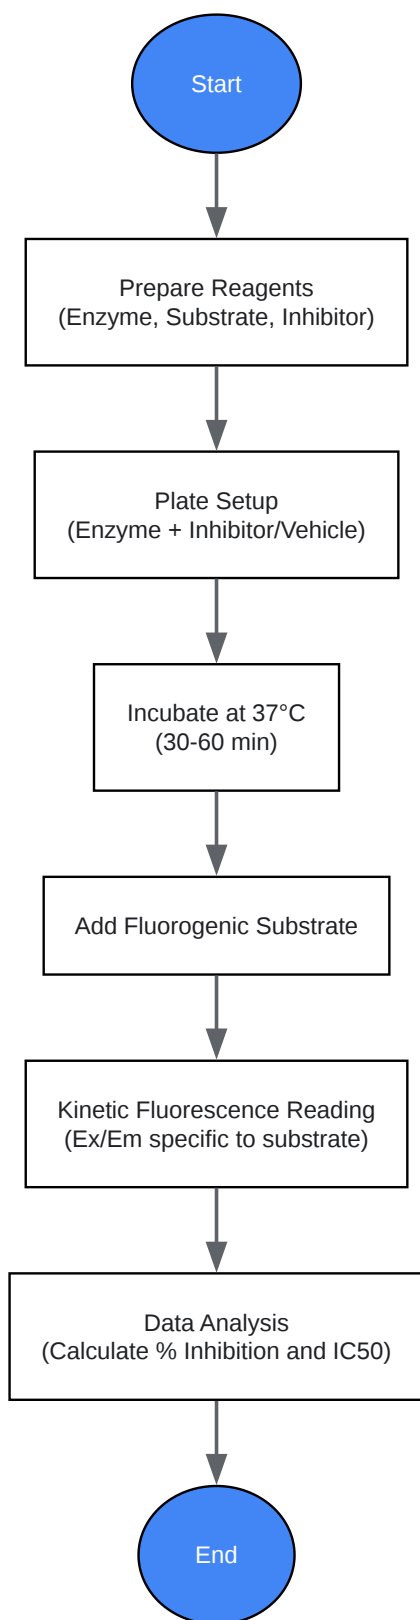 Start
Prepare Reagents
(Enzyme, Substrate, Inhibitor)
Plate Setup
(Enzyme + Inhibitor/Vehicle)
Incubate at 37°C
(30-60 min)
Add Fluorogenic Substrate
Kinetic Fluorescence Reading
(Ex/Em specific to substrate)
Data Analysis
(Calculate % Inhibition and IC50)
End